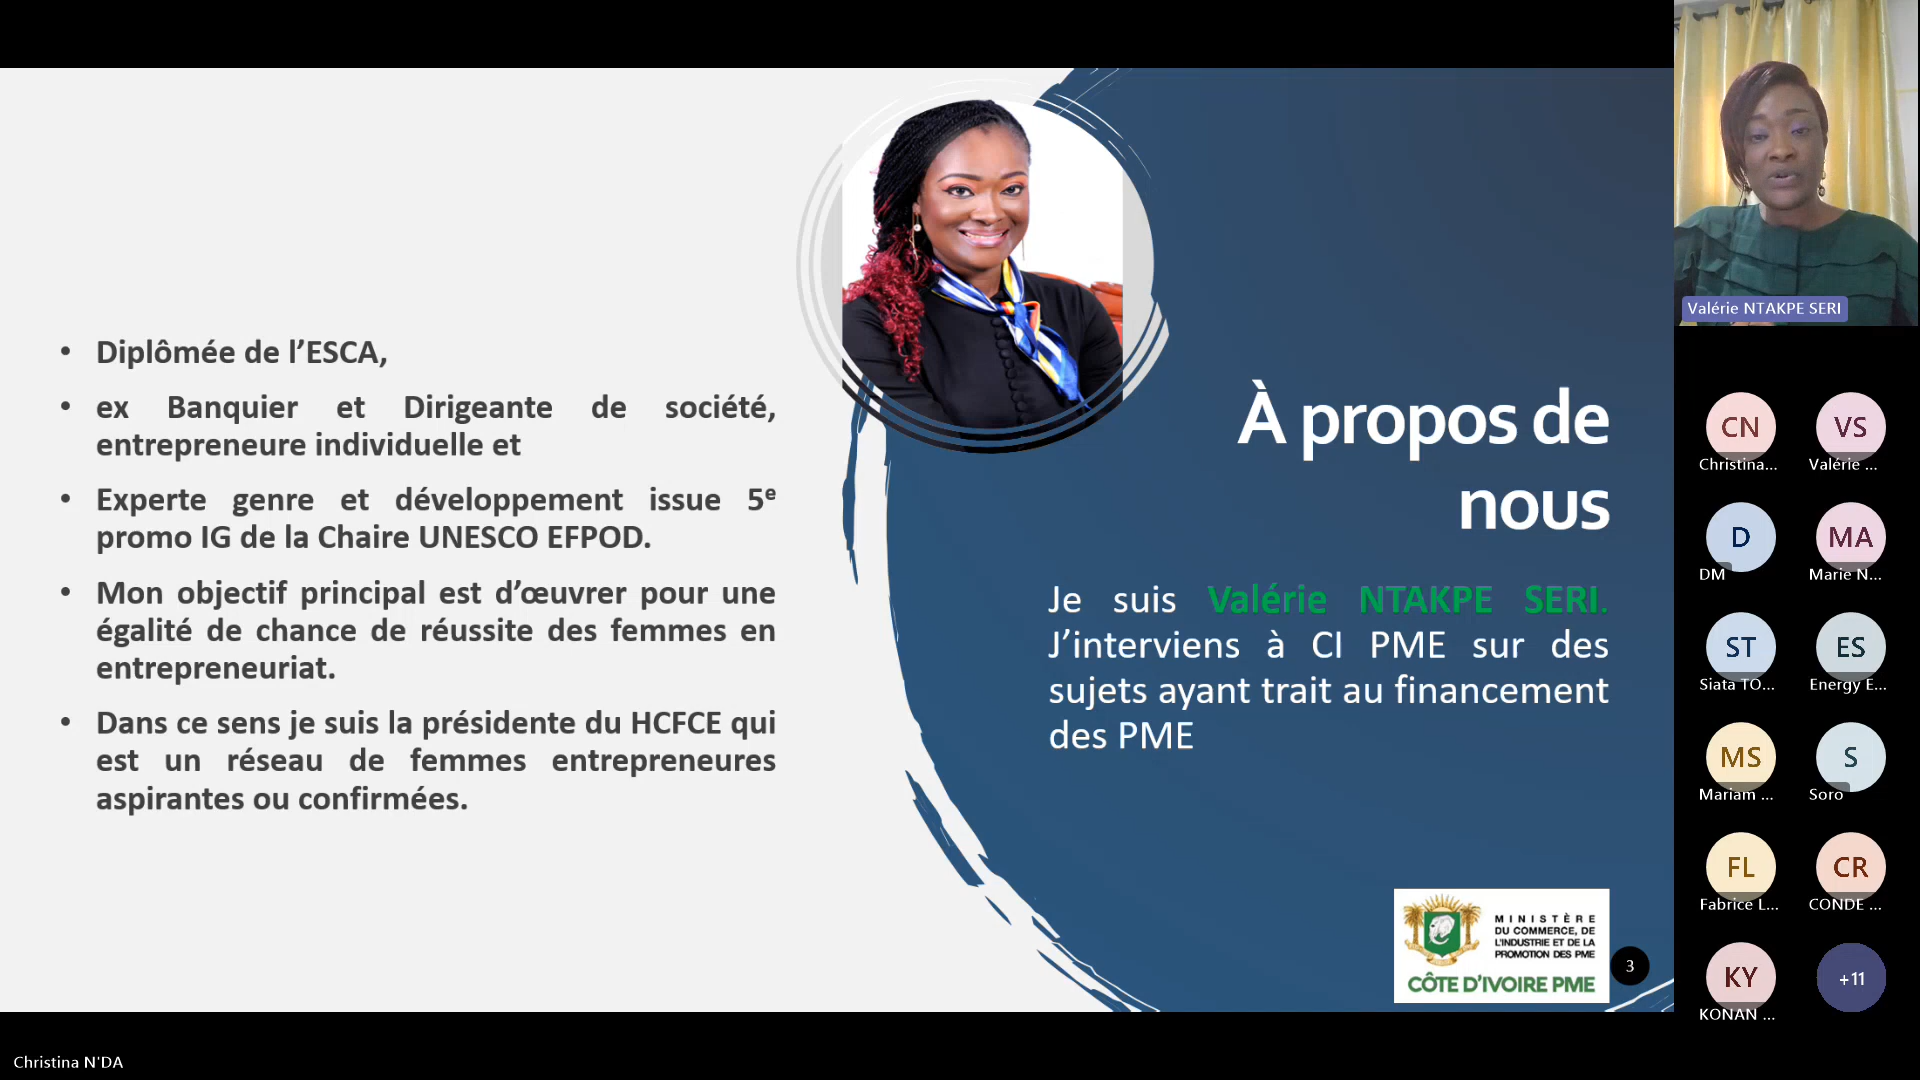 • Diplômée de l’ESCA,
• ex Banquier et Dirigeante de société,
entrepreneure individuelle et
• Experte genre et développement issue 5e
promo IG de la Chaire UNESCO EFPOD.
• Mon objectif principal est d’œuvrer pour une
égalité de chance de réussite des femmes en
entrepreneuriat.
• Dans ce sens je suis la présidente du HCFCE qui
est un réseau de femmes entrepreneures
aspirantes ou confirmées.
À propos de
nous
Je suis Valérie NTAKPE SERI.
J’interviens à CI PME sur des
sujets ayant trait au financement
des PME
MINISTÈRE
DU COMMERCE, DE
L'INDUSTRIE ET DE LA
PROMOTION DES PME
CÔTE D'IVOIRE PME
3
Valérie NTAKPE SERI
CN
Christina...
VS
Valérie ...
D
DM
MA
Marie N...
ST
Siata TO...
ES
Energy E...
MS
Mariam ...
S
Soro
FL
Fabrice L...
CR
CONDE ...
KY
KONAN ...
+11
Christina N'DA